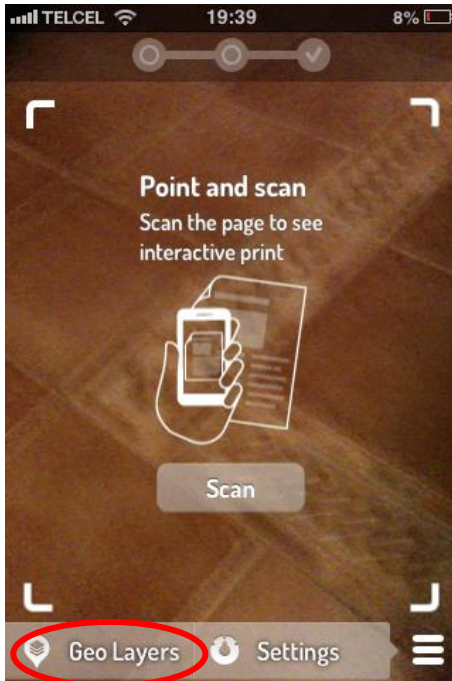 TELCEL 19:39 8%
Point and scan
Scan the page to see
interactive print
Scan
Geo Layers Settings